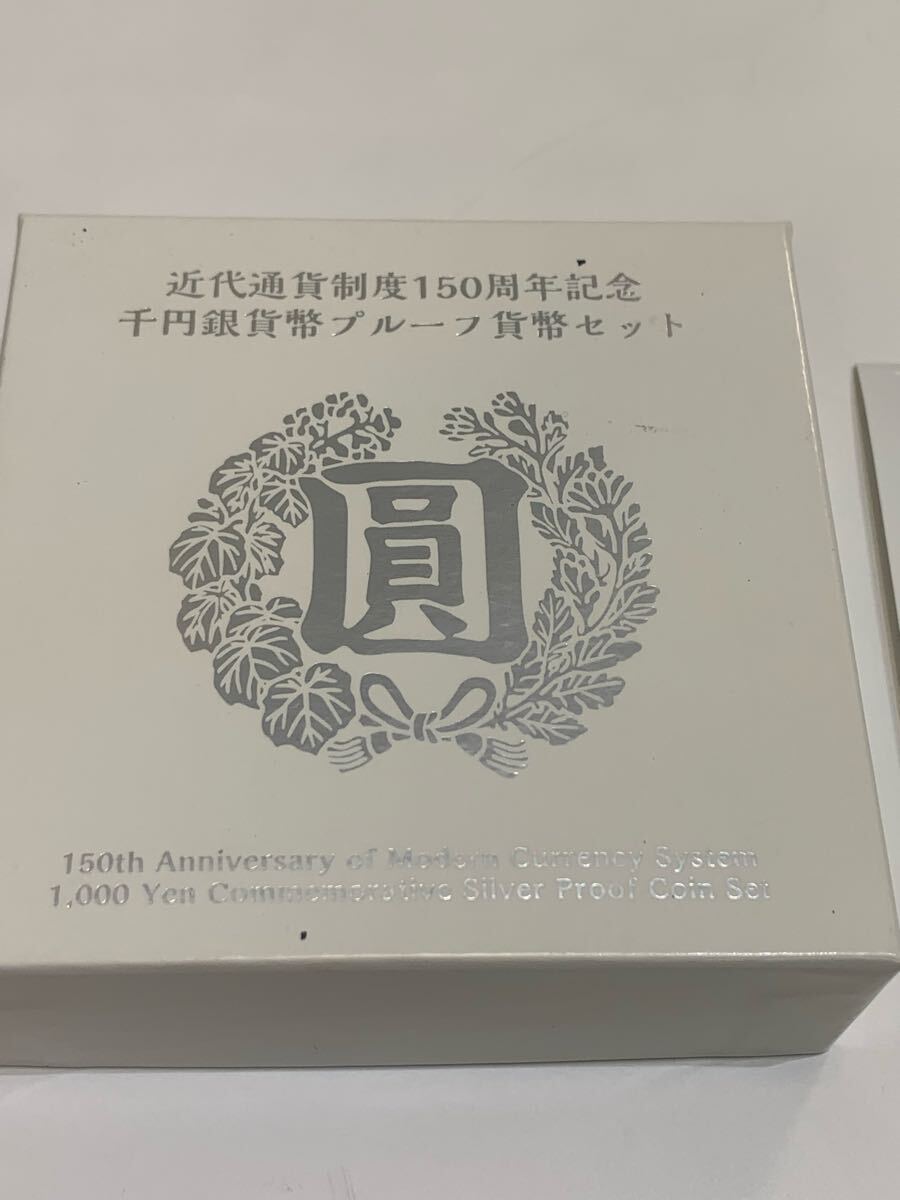 近代通貨制度150周年記念
千円銀貨幣プルーフ貨幣セット
圓
150th Anniversary of Modern Currency System
1,000 Yen Commemorative Silver Proof Coin Set